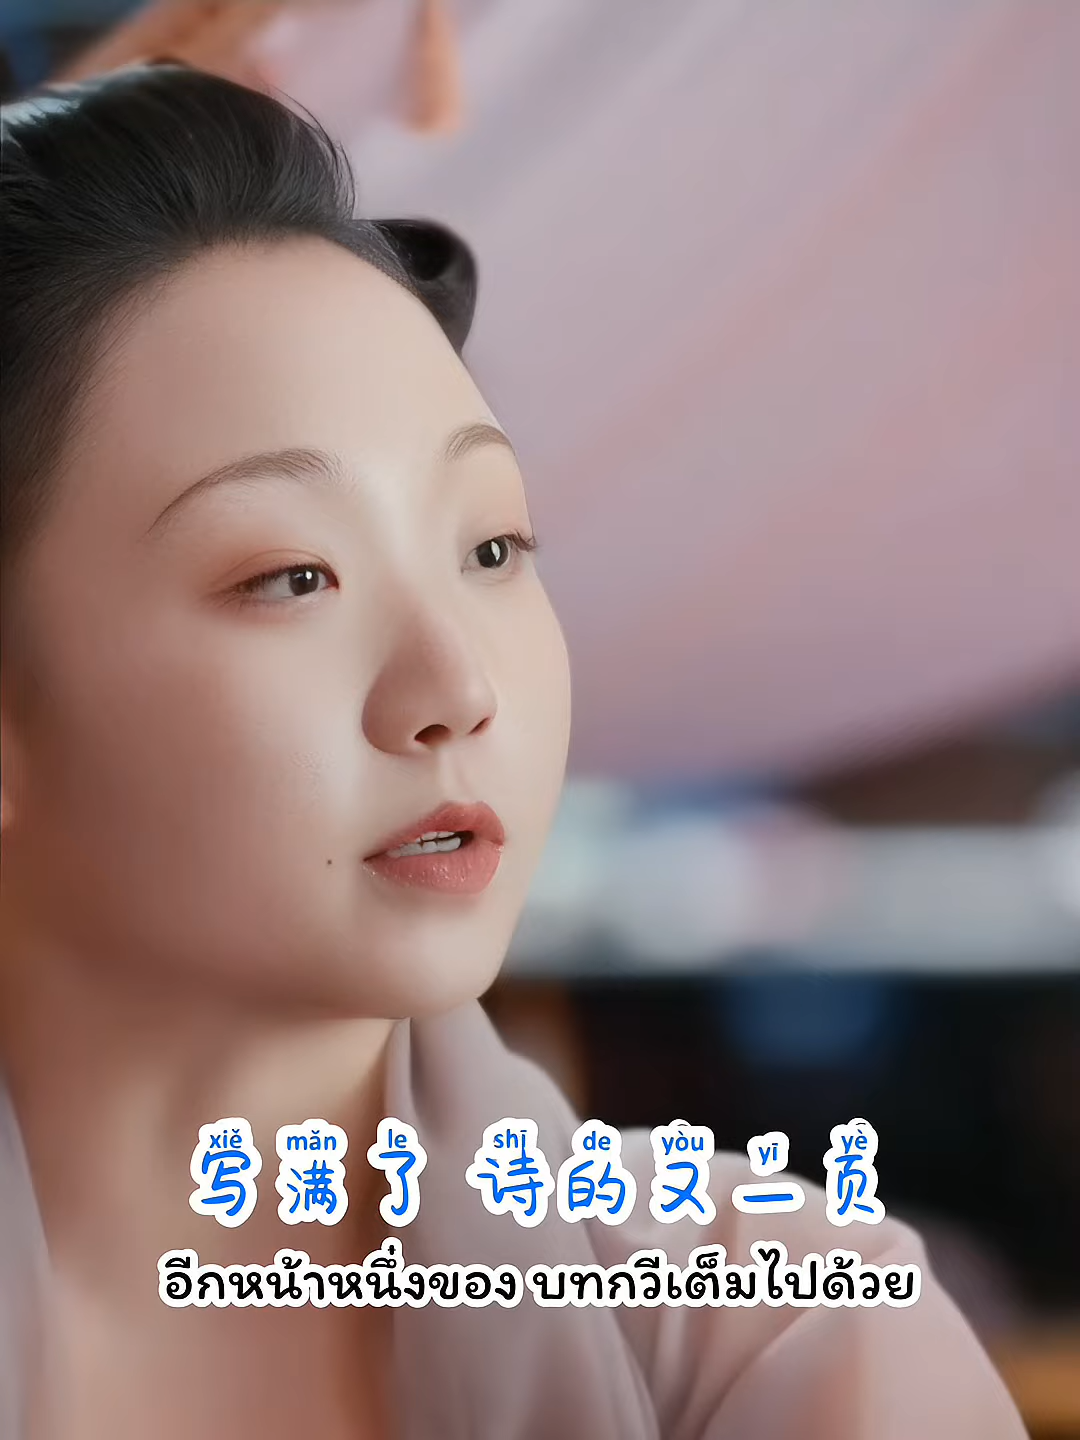 xiě mǎn le shī de yòu yī yè
写满了 诗的又一页
อีกหน้าหนึ่งของ บทกวีเต็มไปด้วย